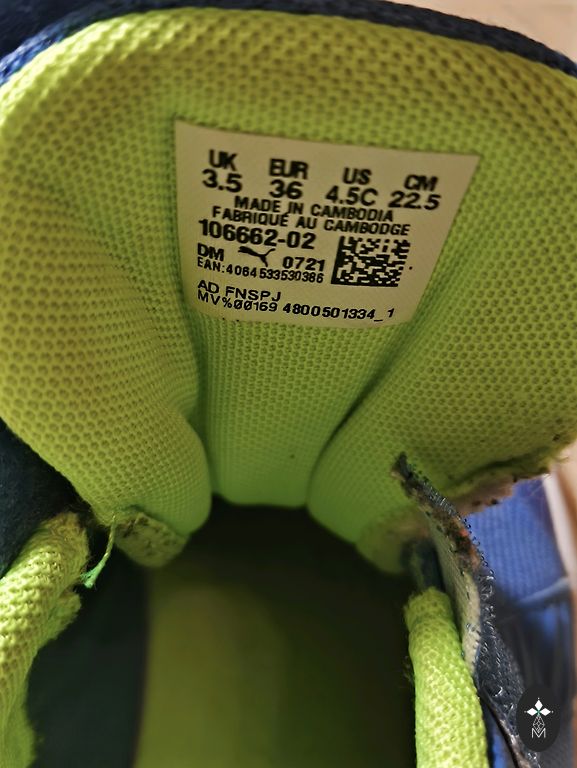 UK EUR US CM
3.5 36 4.5C 22.5
MADE IN CAMBODIA
FABRIQUÉ AU CAMBODGE
106662-02
DM 0721
EAN:4064533530386
AD FNSPJ
MV%00169 4800501334_1
M